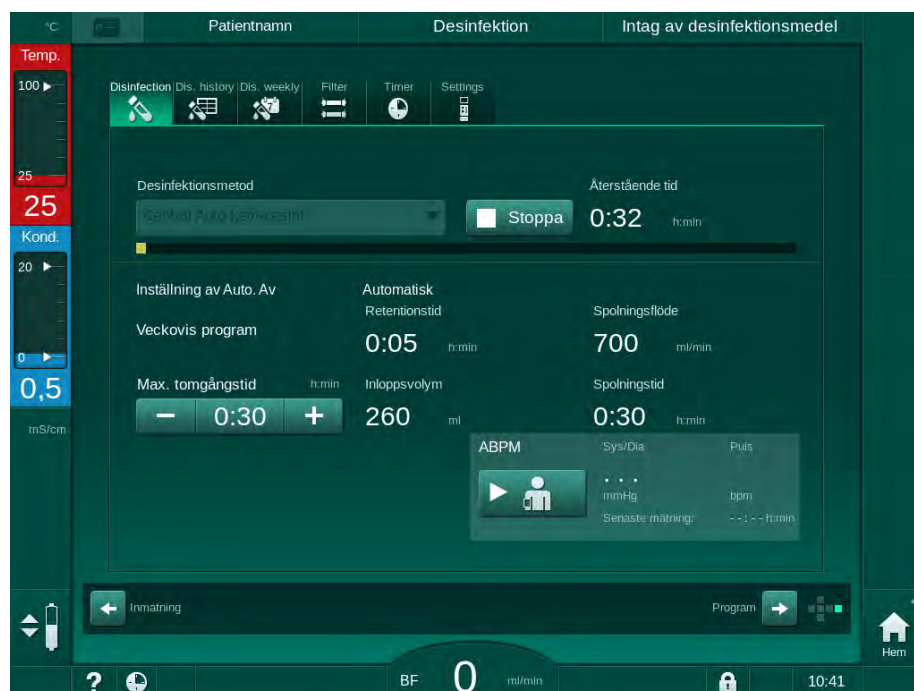 °C Patientnamn Desinfektion Intag av desinfektionsmedel
Temp.
100
25
25
Kond.
20
0
0,5
mS/cm
Disinfection Dis. history Dis. weekly Filter Timer Settings
Desinfektionsmetod
Stoppa
Återstående tid
0:32 h:min
Inställning av Auto. Av
Veckovis program
Max. tomgångstid h:min
− 0:30 +
Automatisk
Retentionstid
0:05 h:min
Inloppsvolym
260 ml
Spolningsflöde
700 ml/min
Spolningstid
0:30 h:min
ABPM Sys/Dia Puls
. . .
mmHg bpm
Senaste mätning: --:-- h:min
Inmatning Program
Hem
? BF 0 ml/min 10:41